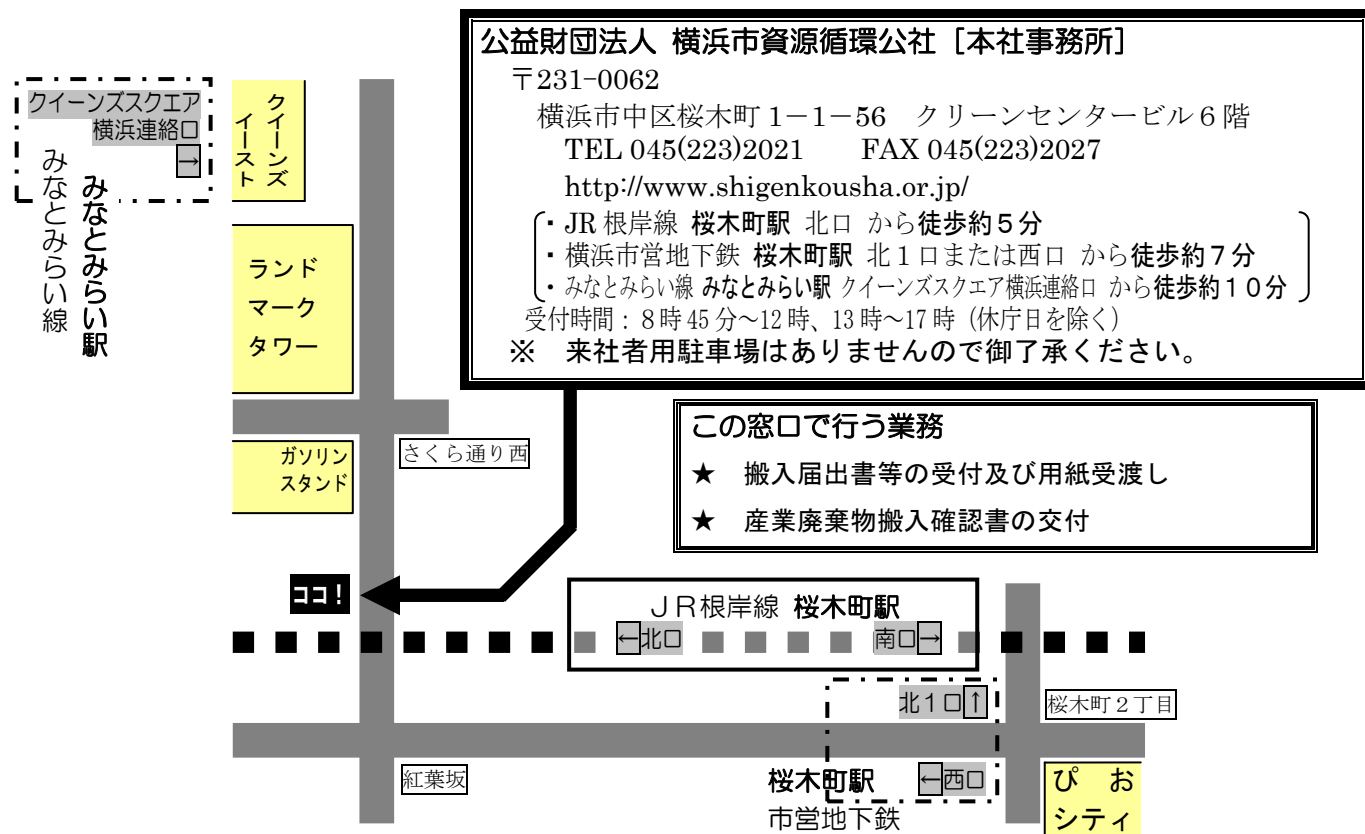 公益財団法人 横浜市資源循環公社［本社事務所］
〒231-0062
横浜市中区桜木町1－1－56　クリーンセンタービル6階
TEL 045(223)2021　FAX 045(223)2027
http://www.shigenkousha.or.jp/
・JR根岸線 桜木町駅 北口 から徒歩約5分
・横浜市営地下鉄 桜木町駅 北1口または西口 から徒歩約7分
・みなとみらい線 みなとみらい駅 クイーンズスクエア横浜連絡口 から徒歩約10分
受付時間：8時45分～12時、13時～17時（休庁日を除く）
※　来社者用駐車場はありませんので御了承ください。
クイーンズスクエア
横浜連絡口
→
みなとみらい駅
みなとみらい線
クイーンズ
イースト
ランド
マーク
タワー
この窓口で行う業務
★　搬入届出書等の受付及び用紙受渡し
★　産業廃棄物搬入確認書の交付
さくら通り西
ガソリン
スタンド
ココ！
ＪＲ根岸線 桜木町駅
←北口
南口→
北1口↑
桜木町2丁目
紅葉坂
桜木町駅
←西口
市営地下鉄
ぴお
シティ